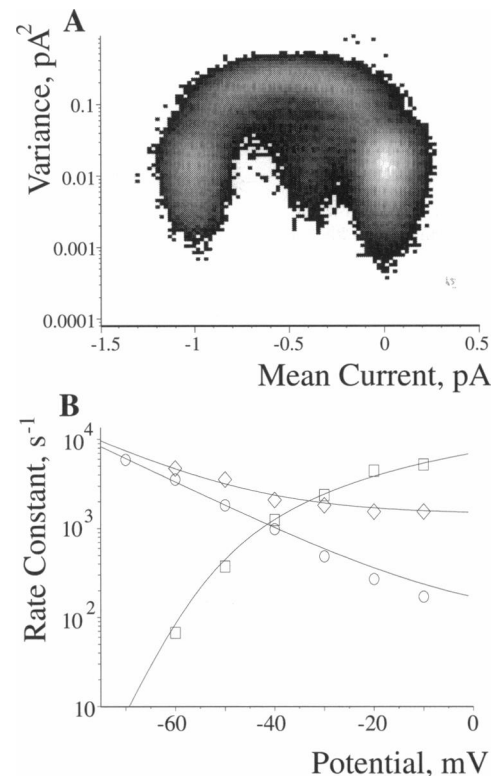 A
Variance, pA²
0.1
0.01
0.001
0.0001
-1.5 -1 -0.5 0 0.5
Mean Current, pA
B
Rate Constant, s⁻¹
10⁴
10³
10²
10
-60 -40 -20 0
Potential, mV